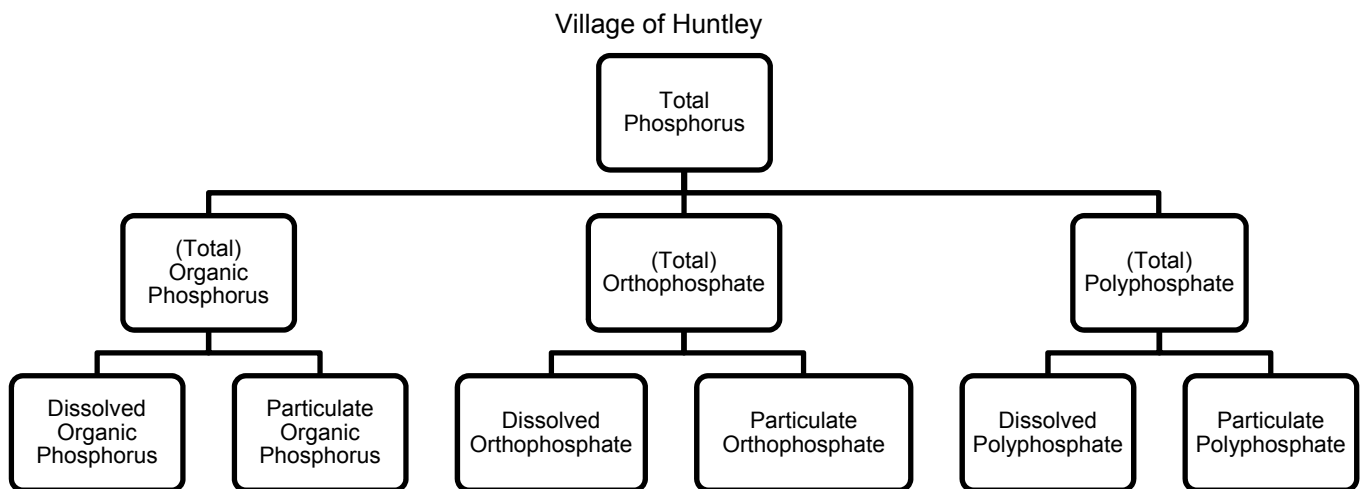 Village of Huntley
Total
Phosphorus
(Total)
Organic
Phosphorus
(Total)
Orthophosphate
(Total)
Polyphosphate
Dissolved
Organic
Phosphorus
Particulate
Organic
Phosphorus
Dissolved
Orthophosphate
Particulate
Orthophosphate
Dissolved
Polyphosphate
Particulate
Polyphosphate